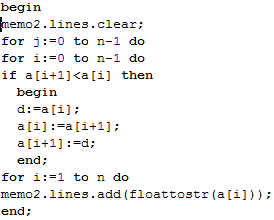 begin
memo2.lines.clear;
for j:=0 to n-1 do
for i:=0 to n-1 do
if a[i+1]<a[i] then
begin
d:=a[i];
a[i]:=a[i+1];
a[i+1]:=d;
end;
for i:=1 to n do
memo2.lines.add(floattostr(a[i]));
end;